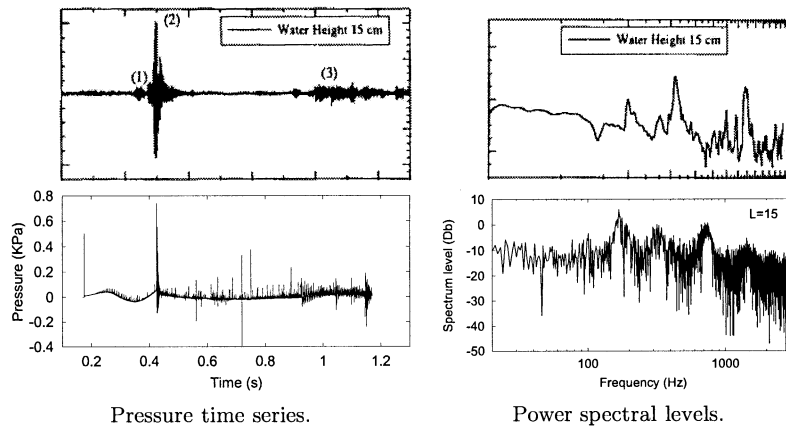 (2)
Water Height 15 cm
(1)
(3)
Pressure (KPa)
0.8
0.6
0.4
0.2
0
-0.2
-0.4
0.2
0.4
0.6
0.8
1
1.2
Time (s)
Pressure time series.
Water Height 15 cm
Spectrum level (Db)
10
0
-10
-20
-30
-40
-50
L=15
100
1000
Frequency (Hz)
Power spectral levels.